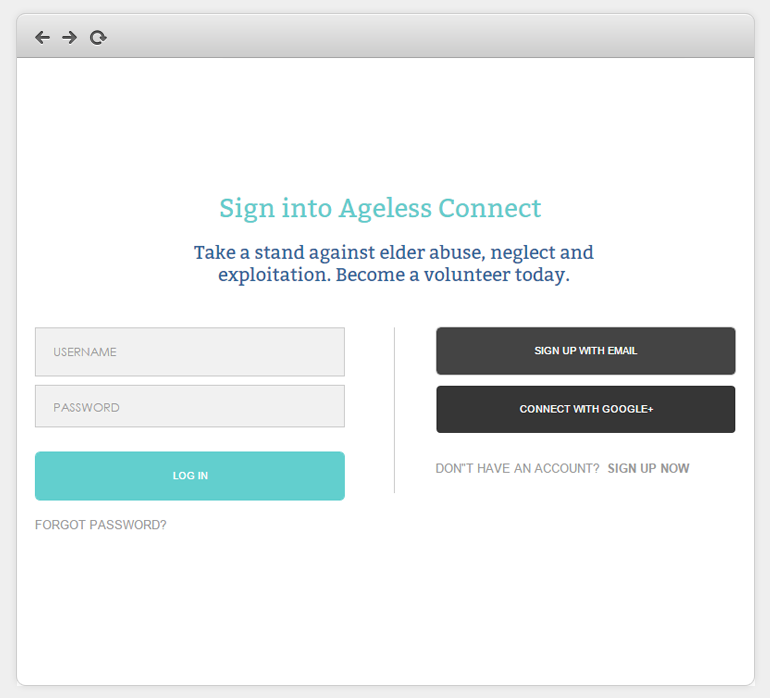 Sign into Ageless Connect
Take a stand against elder abuse, neglect and
exploitation. Become a volunteer today.
USERNAME
PASSWORD
LOG IN
FORGOT PASSWORD?
SIGN UP WITH EMAIL
CONNECT WITH GOOGLE+
DON"T HAVE AN ACCOUNT? SIGN UP NOW